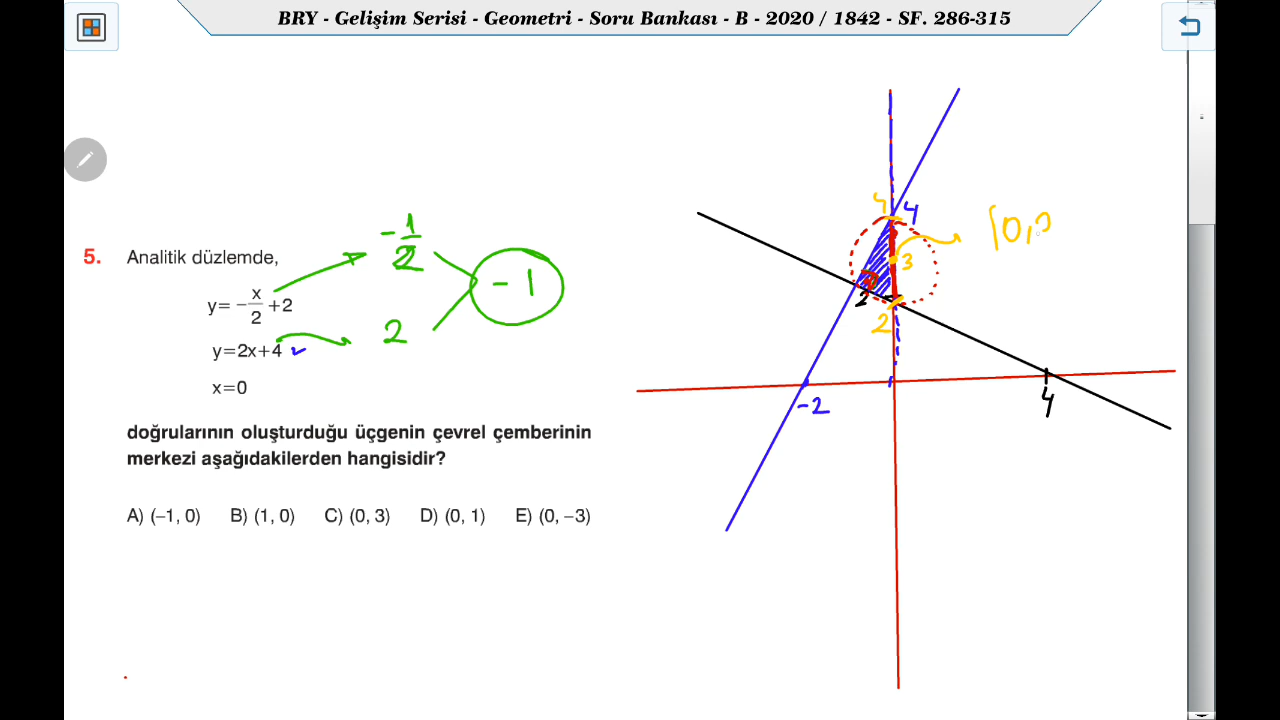 BRY - Gelişim Serisi - Geometri - Soru Bankası - B - 2020 / 1842 - SF. 286-315
5. Analitik düzlemde,
y= -x/2 +2
y=2x+4
x=0
doğrularının oluşturduğu üçgenin çevrel çemberinin
merkezi aşağıdakilerden hangisidir?
A) (–1, 0) B) (1, 0) C) (0, 3) D) (0, 1) E) (0, –3)
-1/2
2
-1
4
4
(0,3
3
2
2
-2
4